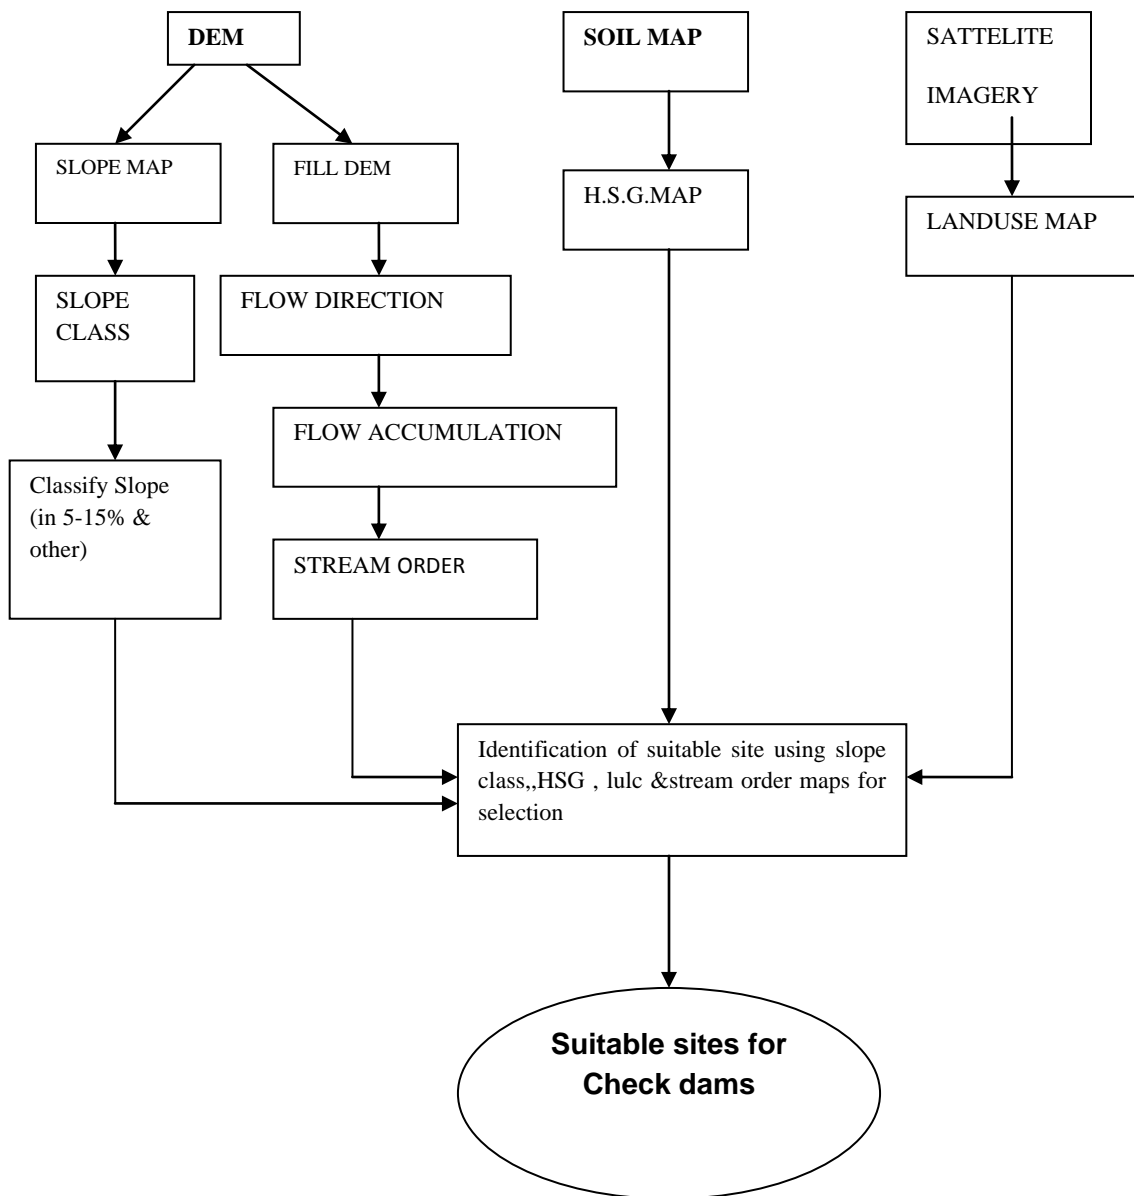 DEM
SOIL MAP
SATTELITE
IMAGERY
SLOPE MAP
FILL DEM
H.S.G.MAP
LANDUSE MAP
SLOPE
CLASS
FLOW DIRECTION
FLOW ACCUMULATION
Classify Slope
(in 5-15% &
other)
STREAM ORDER
Identification of suitable site using slope
class,,HSG , lulc &stream order maps for
selection
Suitable sites for
Check dams